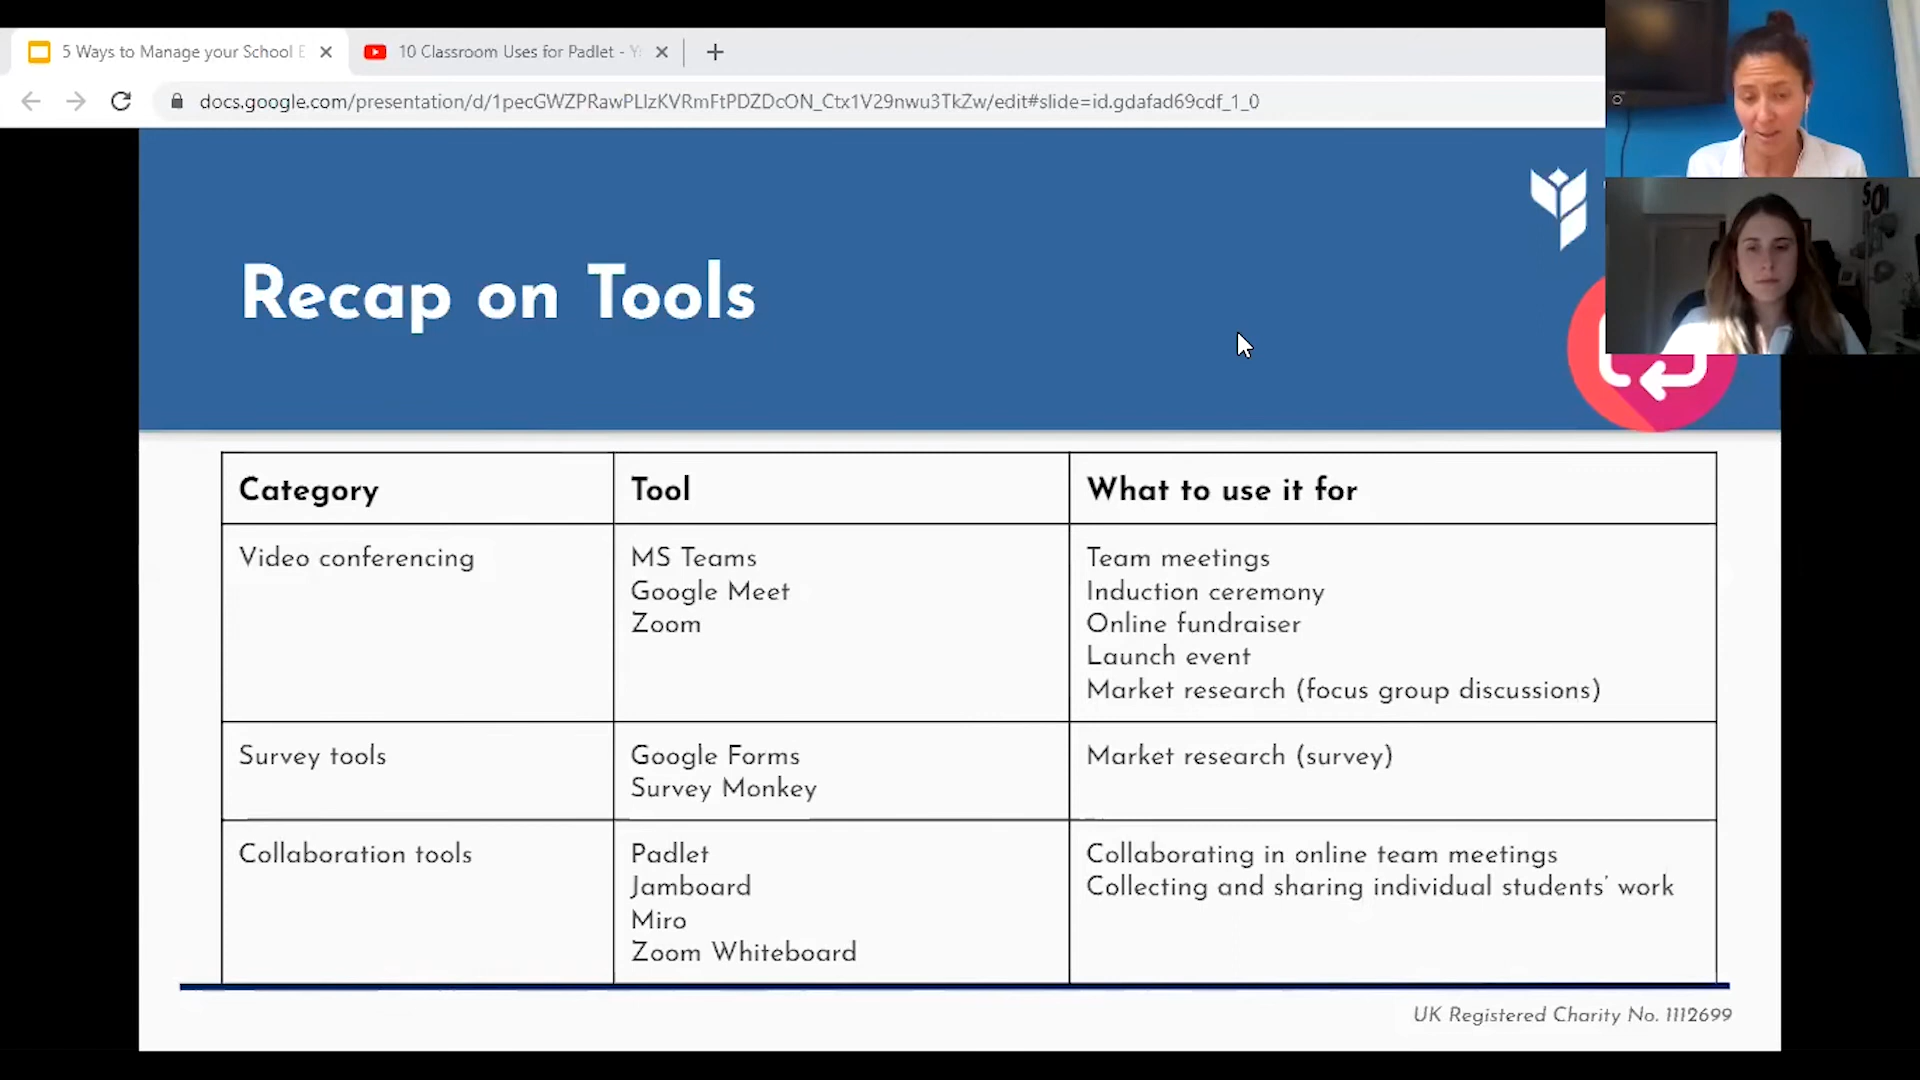 5 Ways to Manage your School E
10 Classroom Uses for Padlet - Y
docs.google.com/presentation/d/1pecGWZPRawPLIzKVRmFtPDZDcON_Ctx1V29nwu3TkZw/edit#slide=id.gdafad69cdf_1_0
Recap on Tools
Category Tool What to use it for
Video conferencing MS Teams Team meetings
Google Meet Induction ceremony
Zoom Online fundraiser
Launch event
Market research (focus group discussions)
Survey tools Google Forms Market research (survey)
Survey Monkey
Collaboration tools Padlet Collaborating in online team meetings
Jamboard Collecting and sharing individual students' work
Miro
Zoom Whiteboard
UK Registered Charity No. 1112699